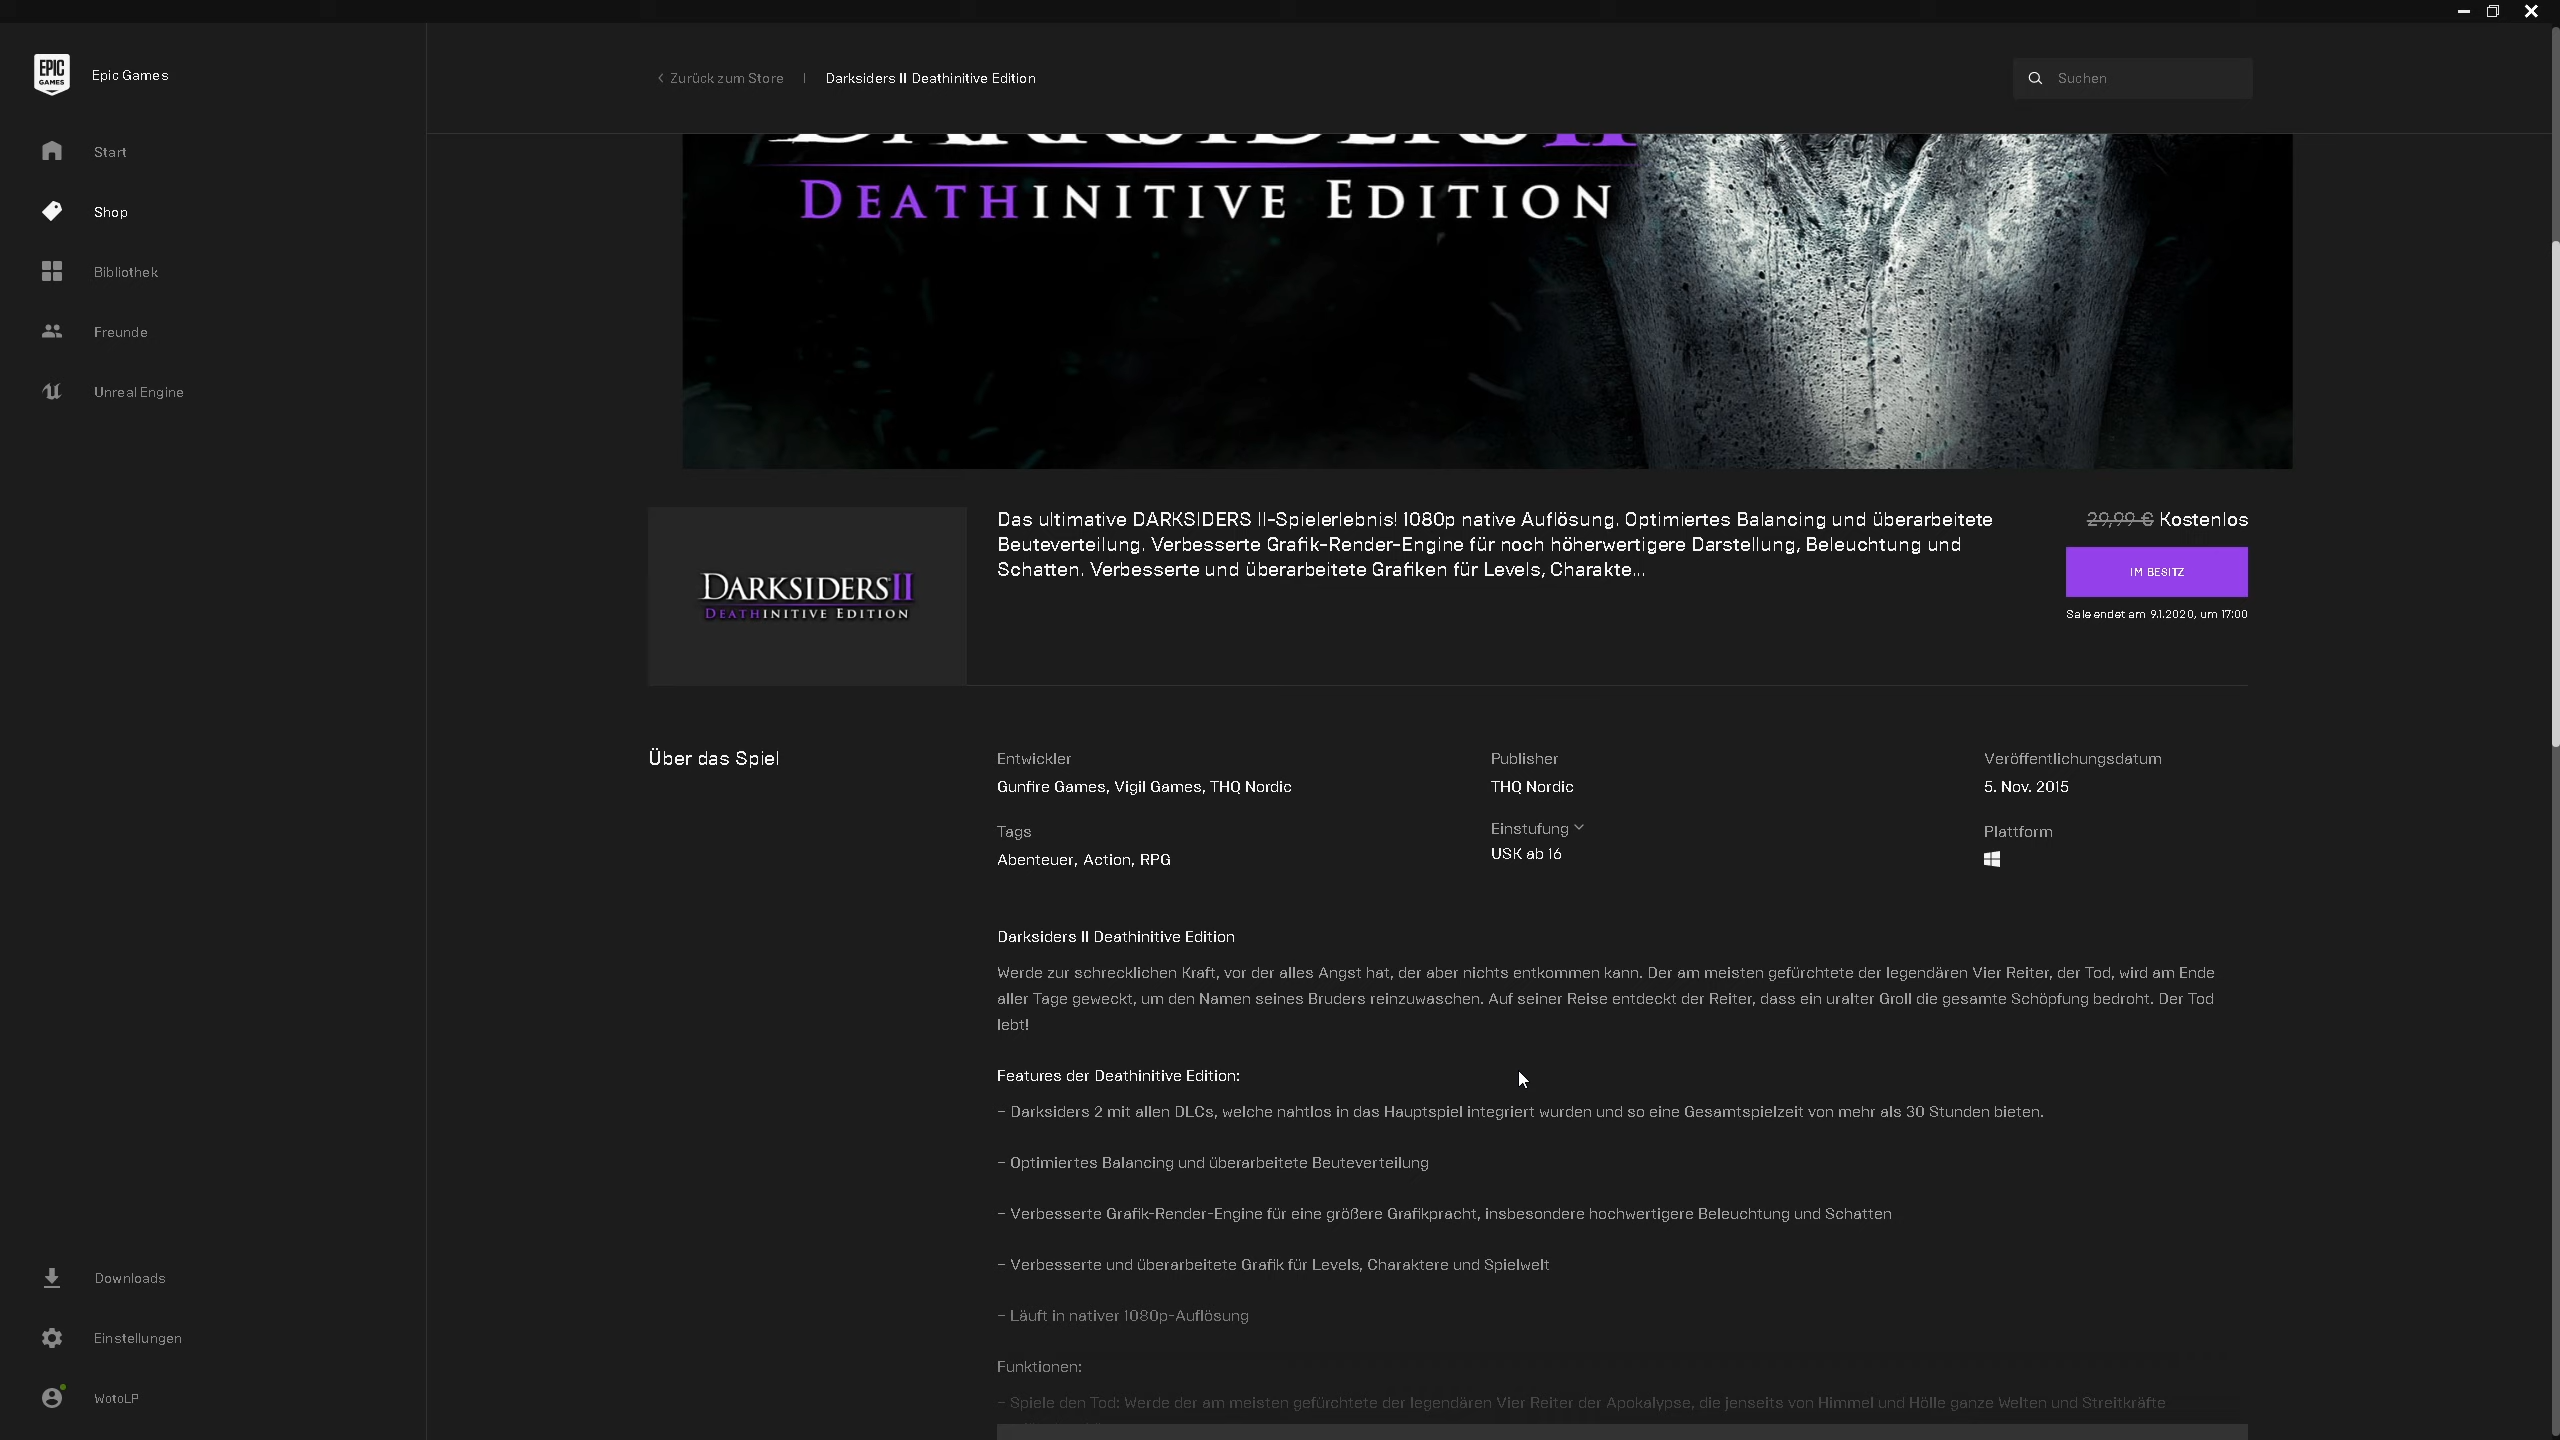 EPIC
GAMES
Epic Games
Start
Shop
Bibliothek
Freunde
Unreal Engine
Downloads
Einstellungen
WotoLP
Zurück zum Store | Darksiders II Deathinitive Edition
Suchen
DARKSIDERS II
DEATHINITIVE EDITION
DARKSIDERS II
DEATHINITIVE EDITION
Das ultimative DARKSIDERS II-Spielerlebnis! 1080p native Auflösung. Optimiertes Balancing und überarbeitete
Beuteverteilung. Verbesserte Grafik-Render-Engine für noch höherwertigere Darstellung, Beleuchtung und
Schatten. Verbesserte und überarbeitete Grafiken für Levels, Charakte...
29,99 € Kostenlos
IM BESITZ
Sale endet am 9.1.2020, um 17:00
Über das Spiel
Entwickler
Gunfire Games, Vigil Games, THQ Nordic
Publisher
THQ Nordic
Veröffentlichungsdatum
5. Nov. 2015
Tags
Abenteuer, Action, RPG
Einstufung
USK ab 16
Plattform
Darksiders II Deathinitive Edition
Werde zur schrecklichen Kraft, vor der alles Angst hat, der aber nichts entkommen kann. Der am meisten gefürchtete der legendären Vier Reiter, der Tod, wird am Ende
aller Tage geweckt, um den Namen seines Bruders reinzuwaschen. Auf seiner Reise entdeckt der Reiter, dass ein uralter Groll die gesamte Schöpfung bedroht. Der Tod
lebt!
Features der Deathinitive Edition:
- Darksiders 2 mit allen DLCs, welche nahtlos in das Hauptspiel integriert wurden und so eine Gesamtspielzeit von mehr als 30 Stunden bieten.
- Optimiertes Balancing und überarbeitete Beuteverteilung
- Verbesserte Grafik-Render-Engine für eine größere Grafikpracht, insbesondere hochwertigere Beleuchtung und Schatten
- Verbesserte und überarbeitete Grafik für Levels, Charaktere und Spielwelt
- Läuft in nativer 1080p-Auflösung
Funktionen:
- Spiele den Tod: Werde der am meisten gefürchtete der legendären Vier Reiter der Apokalypse, die jenseits von Himmel und Hölle ganze Welten und Streitkräfte